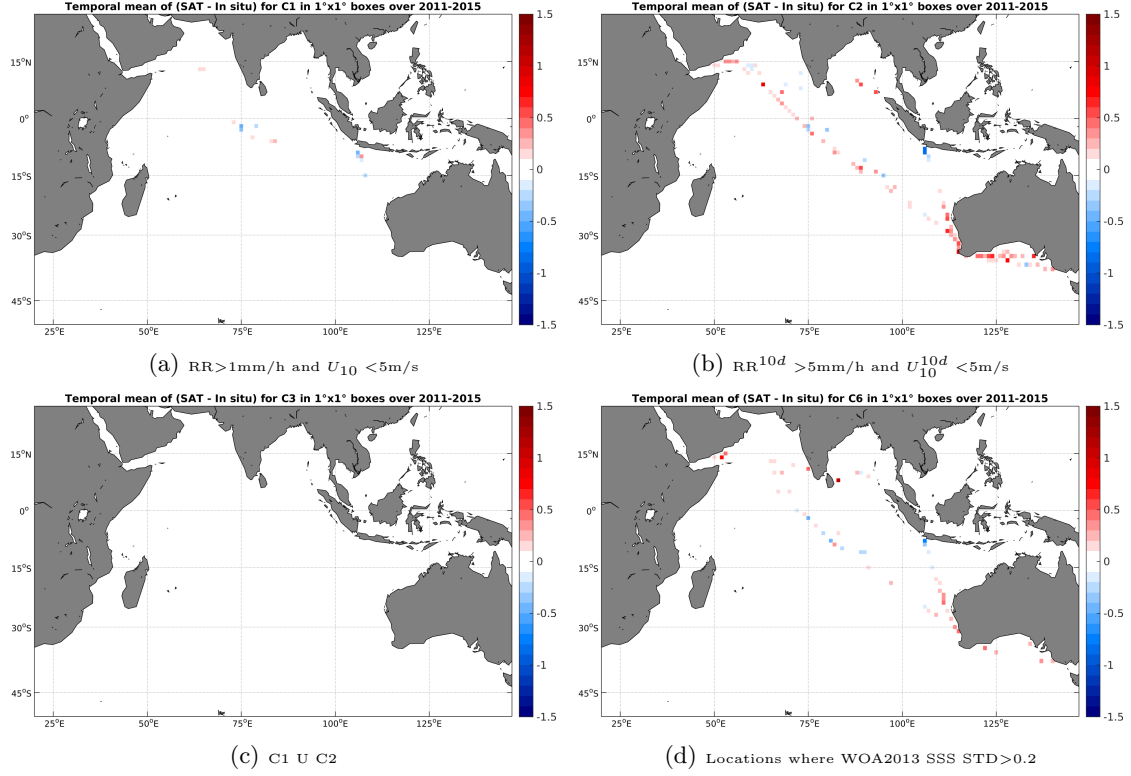 Temporal mean of (SAT - In situ) for C1 in 1°x1° boxes over 2011-2015
15°N
0°
15°S
30°S
45°S
25°E
50°E
75°E
100°E
125°E
1.5
1
0.5
0
-0.5
-1
-1.5
(a) RR>1mm/h and U10 <5m/s
Temporal mean of (SAT - In situ) for C2 in 1°x1° boxes over 2011-2015
15°N
0°
15°S
30°S
45°S
25°E
50°E
75°E
100°E
125°E
1.5
1
0.5
0
-0.5
-1
-1.5
(b) RR^10d >5mm/h and U10^10d <5m/s
Temporal mean of (SAT - In situ) for C3 in 1°x1° boxes over 2011-2015
15°N
0°
15°S
30°S
45°S
25°E
50°E
75°E
100°E
125°E
1.5
1
0.5
0
-0.5
-1
-1.5
(c) C1 U C2
Temporal mean of (SAT - In situ) for C6 in 1°x1° boxes over 2011-2015
15°N
0°
15°S
30°S
45°S
25°E
50°E
75°E
100°E
125°E
1.5
1
0.5
0
-0.5
-1
-1.5
(d) Locations where WOA2013 SSS STD>0.2